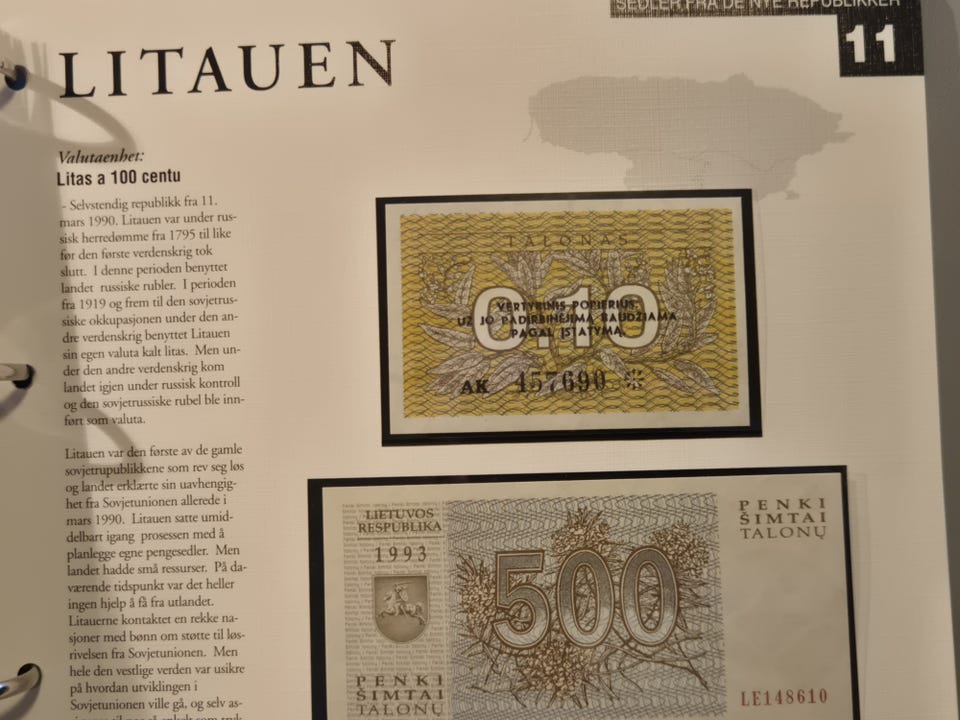 SEDLER FRA DE NYE REPUBLIKKER
11
LITAUEN
Valutaenhet:
Litas a 100 centu
- Selvstendig republikk fra 11.
mars 1990. Litauen var under rus-
sisk herredømme fra 1795 til like
før den første verdenskrig tok
slutt. I denne perioden benyttet
landet russiske rubler. I perioden
fra 1919 og frem til den sovjetrus-
siske okkupasjonen under den an-
dre verdenskrig benyttet Litauen
sin egen valuta kalt litas. Men un-
der den andre verdenskrig kom
landet igjen under russisk kontroll
og den sovjetrussiske rubel ble inn-
ført som valuta.
Litauen var den første av de gamle
sovjetrupublikkene som rev seg løs
og landet erklærte sin uavhengig-
het fra Sovjetunionen allerede i
mars 1990. Litauen satte umid-
delbart igang prosessen med å
planlegge egne pengesedler. Men
landet hadde små ressurser. På da-
værende tidspunkt var det heller
ingen hjelp å få fra utlandet.
Litauerne kontaktet en rekke na-
sjoner med bønn om støtte til løs-
rivelsen fra Sovjetunionen. Men
hele den vestlige verden var usikre
på hvordan utviklingen i
Sovjetunionen ville gå, og selv as-
TALONAS
0.10
VERTYBINIS POPIERIUS:
UŽ JO PADIRBINĖJIMĄ BAUDŽIAMA
PAGAL ĮSTATYMĄ
AK 457690 *
LIETUVOS
RESPUBLIKA
1993
500
PENKI
ŠIMTAI
TALONŲ
PENKI
ŠIMTAI
TALONŲ
LE148610